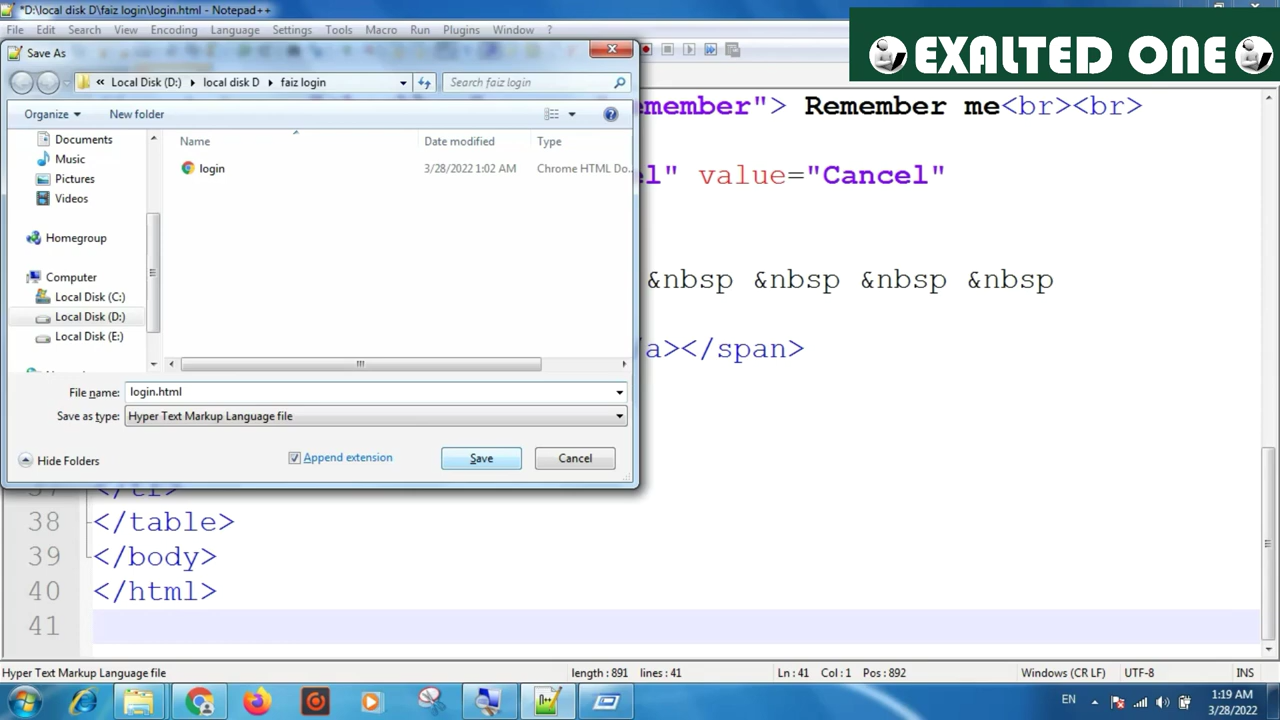 *D:\local disk D\faiz login\login.html - Notepad++
File Edit Search View Encoding Language Settings Tools Macro Run Plugins Window ?
EXALTED ONE
Save As
« Local Disk (D:) local disk D faiz login Search faiz login
Organize New folder
Documents
Music
Pictures
Videos
Homegroup
Computer
Local Disk (C:)
Local Disk (D:)
Local Disk (E:)
Name Date modified Type
login 3/28/2022 1:02 AM Chrome HTML Do...
File name: login.html
Save as type: Hyper Text Markup Language file
Hide Folders Append extension Save Cancel
emember"> Remember me<br><br>
el" value="Cancel"
&nbsp &nbsp &nbsp &nbsp
/a></span>
37 </tr>
38 </table>
39 </body>
40 </html>
41
Hyper Text Markup Language file length : 891 lines : 41 Ln : 41 Col : 1 Pos : 892 Windows (CR LF) UTF-8 INS
EN 1:19 AM
3/28/2022